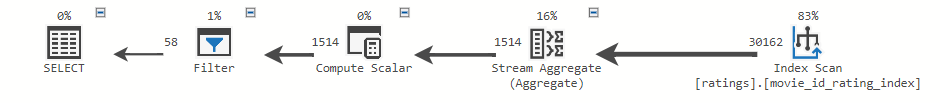 0% 1% 0% 16% 83%
58 1514 1514 30162
SELECT Filter Compute Scalar Stream Aggregate Index Scan
(Aggregate) [ratings].[movie_id_rating_index]